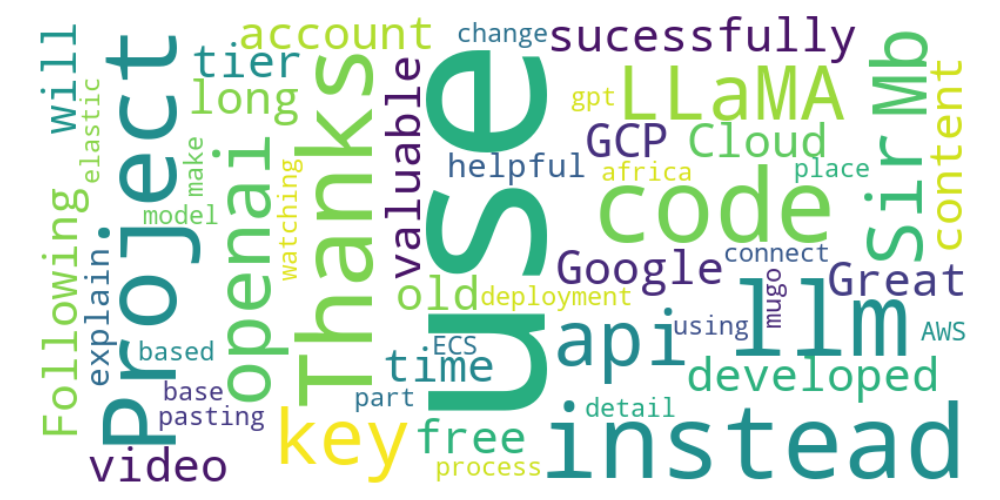 change
sucessfully
account
tier
will
long
elastic
Project
Thanks
valuable
use
gpt
LLaMA
Sir
Mb
content
GCP
Cloud
helpful
africa
place
make
openai
watching
code
Following
model
explain.
Google
connect
Great
old
deployment
mugo
llm
api
using
AWS
ECS
time
based
developed
base
part
pasting
detail
key
free
instead
video
process